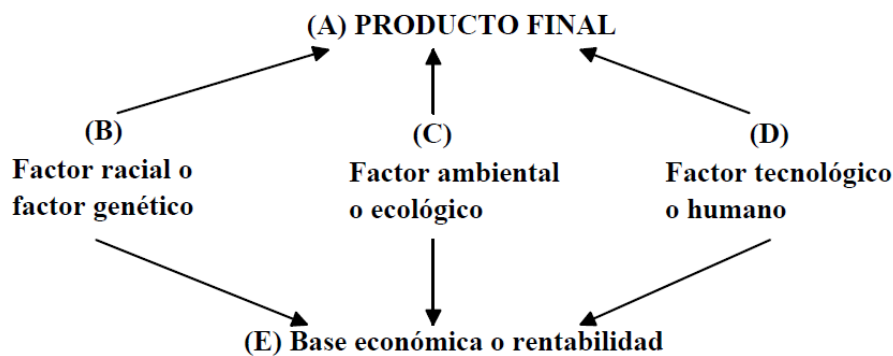 (A) PRODUCTO FINAL
(B)
Factor racial o
factor genético
(C)
Factor ambiental
o ecológico
(D)
Factor tecnológico
o humano
(E) Base económica o rentabilidad